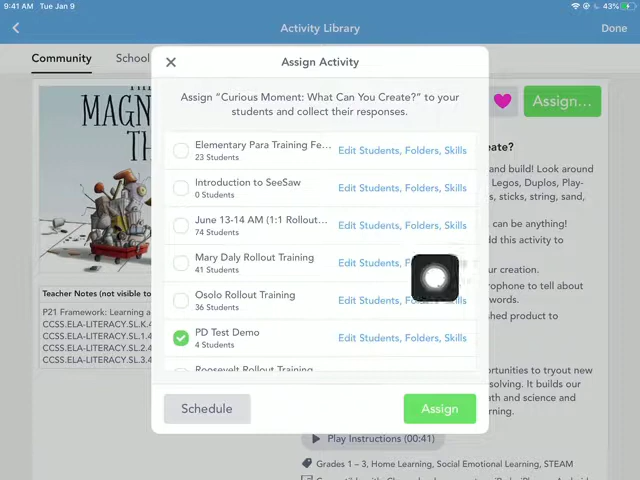 9:41 AM Tue Jan 9
43%
Activity Library
Done
Community
School
Assign Activity
Assign "Curious Moment: What Can You Create?" to your
students and collect their responses.
Assign...
MAGN
TH
Elementary Para Training Fe...
23 Students
Edit Students, Folders, Skills
Introduction to SeeSaw
0 Students
Edit Students, Folders, Skills
June 13-14 AM (1:1 Rollout...
74 Students
Edit Students, Folders, Skills
Mary Daly Rollout Training
41 Students
Edit Students, Fold
Osolo Rollout Training
36 Students
Edit Students, Folders, Skills
PD Test Demo
4 Students
Edit Students, Folders, Skills
Roosevelt Rollout Training
Schedule
Assign
Teacher Notes (not visible to
P21 Framework: Learning a
CCSS.ELA-LITERACY.SL.K.4
CCSS.ELA-LITERACY.SL.1.4
CCSS.ELA-LITERACY.SL.2.4
CCSS.ELA-LITERACY.SL.3.4
eate?
and build! Look around
Legos, Duplos, Play-
s, sticks, string, sand,
can be anything!
dd this activity to
ur creation.
rophone to tell about
words.
shed product to
ortunities to tryout new
solving. It builds our
th and science and
rning.
Play Instructions (00:41)
Grades 1 – 3, Home Learning, Social Emotional Learning, STEAM